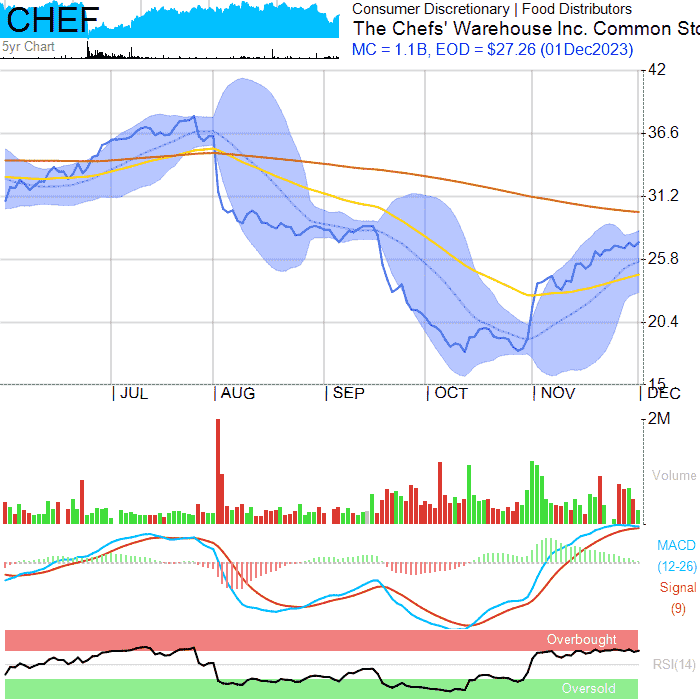 CHEF
5yr Chart
Consumer Discretionary | Food Distributors
The Chefs' Warehouse Inc. Common Sto
MC = 1.1B, EOD = $27.26 (01Dec2023)
42
36.6
31.2
25.8
20.4
15
JUL AUG SEP OCT NOV DEC
2M
Volume
MACD
(12-26)
Signal
(9)
Overbought
RSI(14)
Oversold